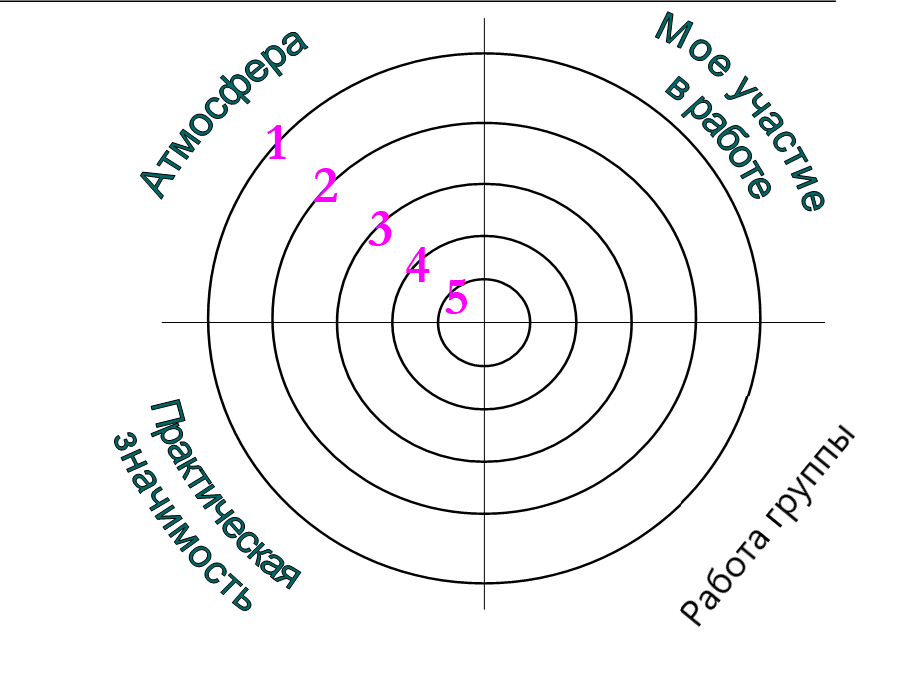 Атмосфера
Мое участие
в работе
1
2
3
4
5
Практическая
значимость
Работа группы